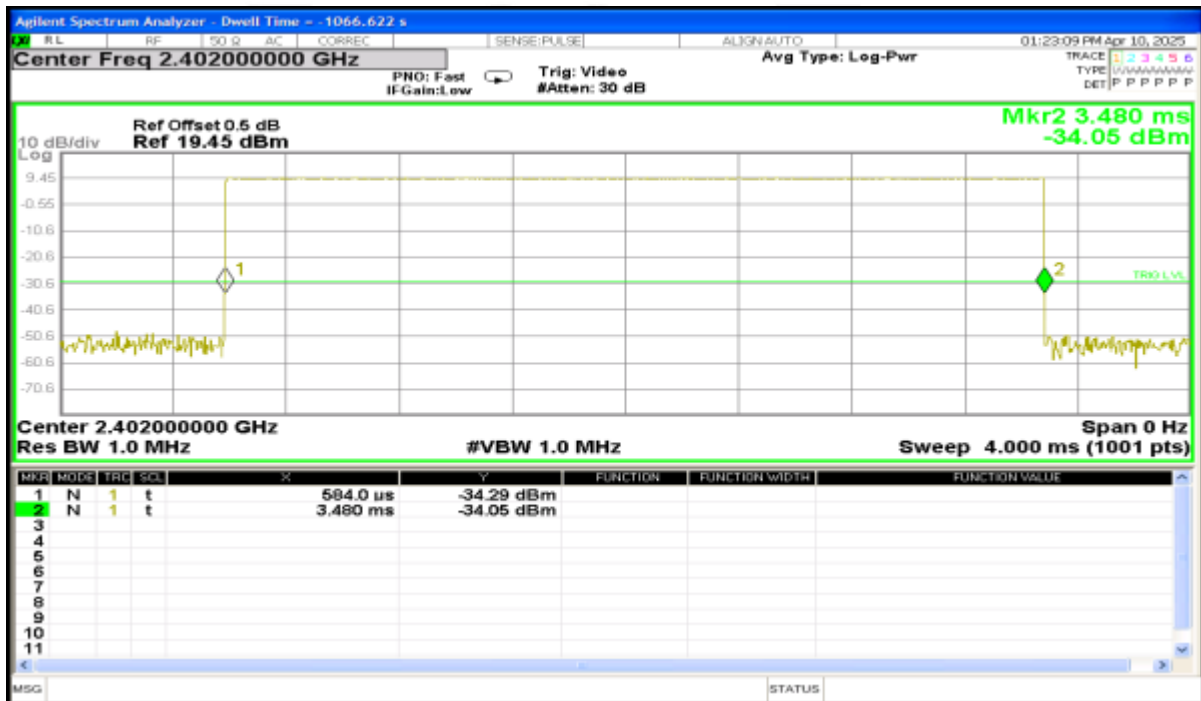 Agilent Spectrum Analyzer - Dwell Time = -1066.622 s
RL RF 50 Ω AC CORREC SENSE:PULSE ALIGNAUTO 01:23:09 PM Apr 10, 2025
Center Freq 2.402000000 GHz
Avg Type: Log-Pwr
TRACE 1 2 3 4 5 6
TYPE
DET P P P P P P
PNO: Fast
IFGain:Low
Trig: Video
#Atten: 30 dB
Mkr2 3.480 ms
-34.05 dBm
Ref Offset 0.5 dB
10 dB/div Ref 19.45 dBm
Log
9.45
-0.55
-10.6
-20.6
-30.6
-40.6
-50.6
-60.6
-70.6
1
2
TRIG LVL
Center 2.402000000 GHz Span 0 Hz
Res BW 1.0 MHz #VBW 1.0 MHz Sweep 4.000 ms (1001 pts)
MKR MODE TRC SCL X Y FUNCTION FUNCTION WIDTH FUNCTION VALUE
1 N 1 t 584.0 µs -34.29 dBm
2 N 1 t 3.480 ms -34.05 dBm
3
4
5
6
7
8
9
10
11
MSG STATUS